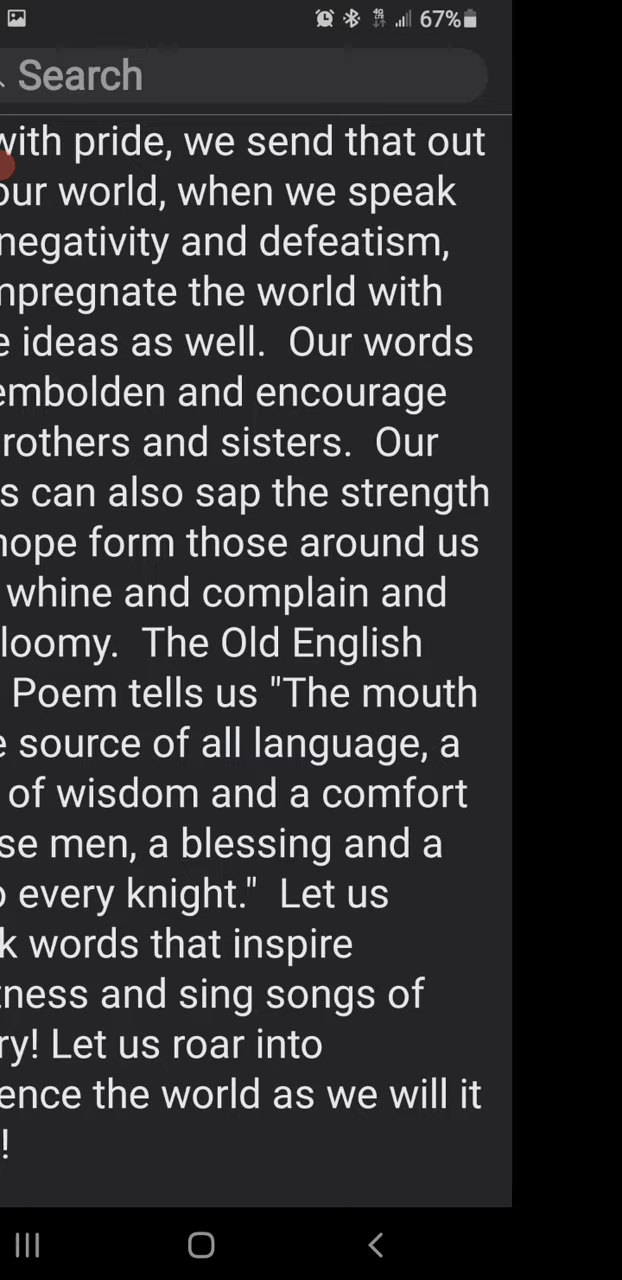 67%
Search
with pride, we send that out
our world, when we speak
negativity and defeatism,
mpregnate the world with
e ideas as well.  Our words
embolden and encourage
rothers and sisters.  Our
s can also sap the strength
hope form those around us
whine and complain and
loomy.  The Old English
Poem tells us "The mouth
e source of all language, a
of wisdom and a comfort
se men, a blessing and a
o every knight."  Let us
k words that inspire
tness and sing songs of
ry! Let us roar into
ence the world as we will it
!